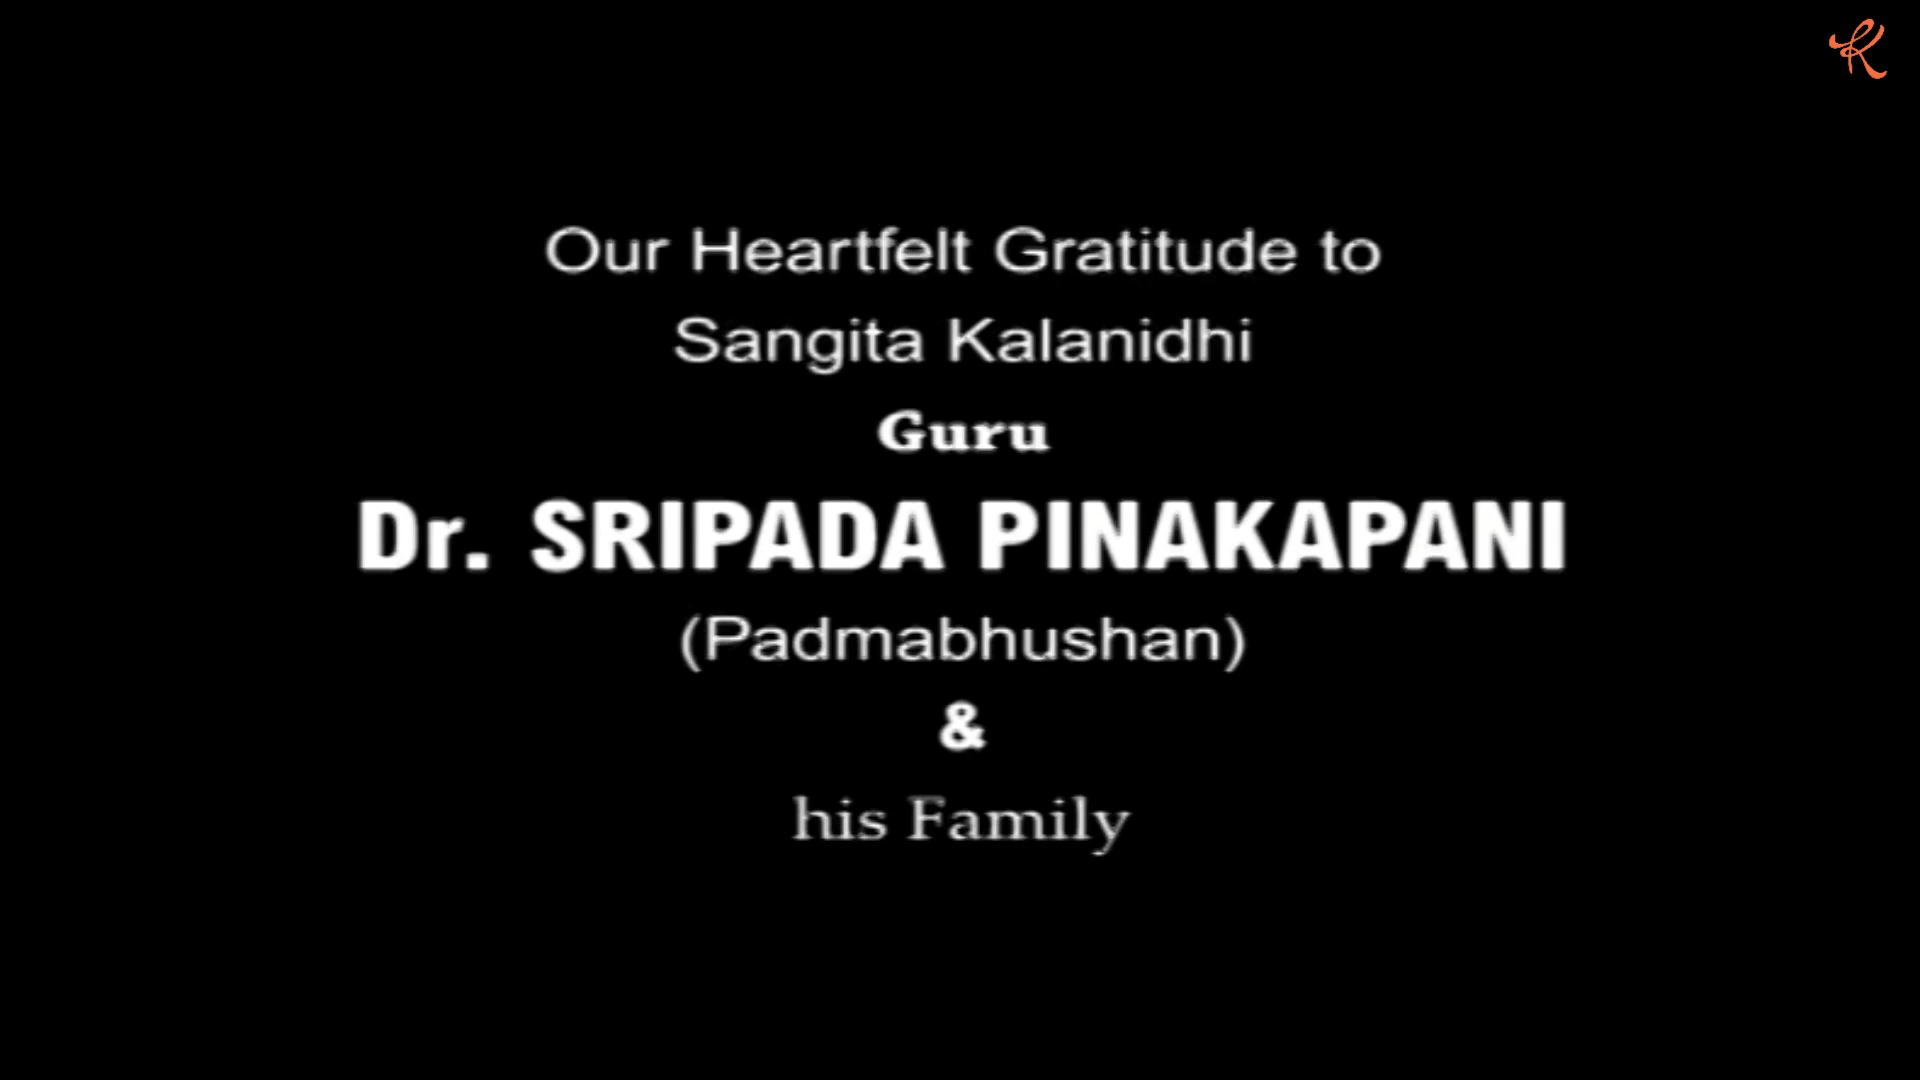 Our Heartfelt Gratitude to
Sangita Kalanidhi
Guru
Dr. SRIPADA PINAKAPANI
(Padmabhushan)
&
his Family